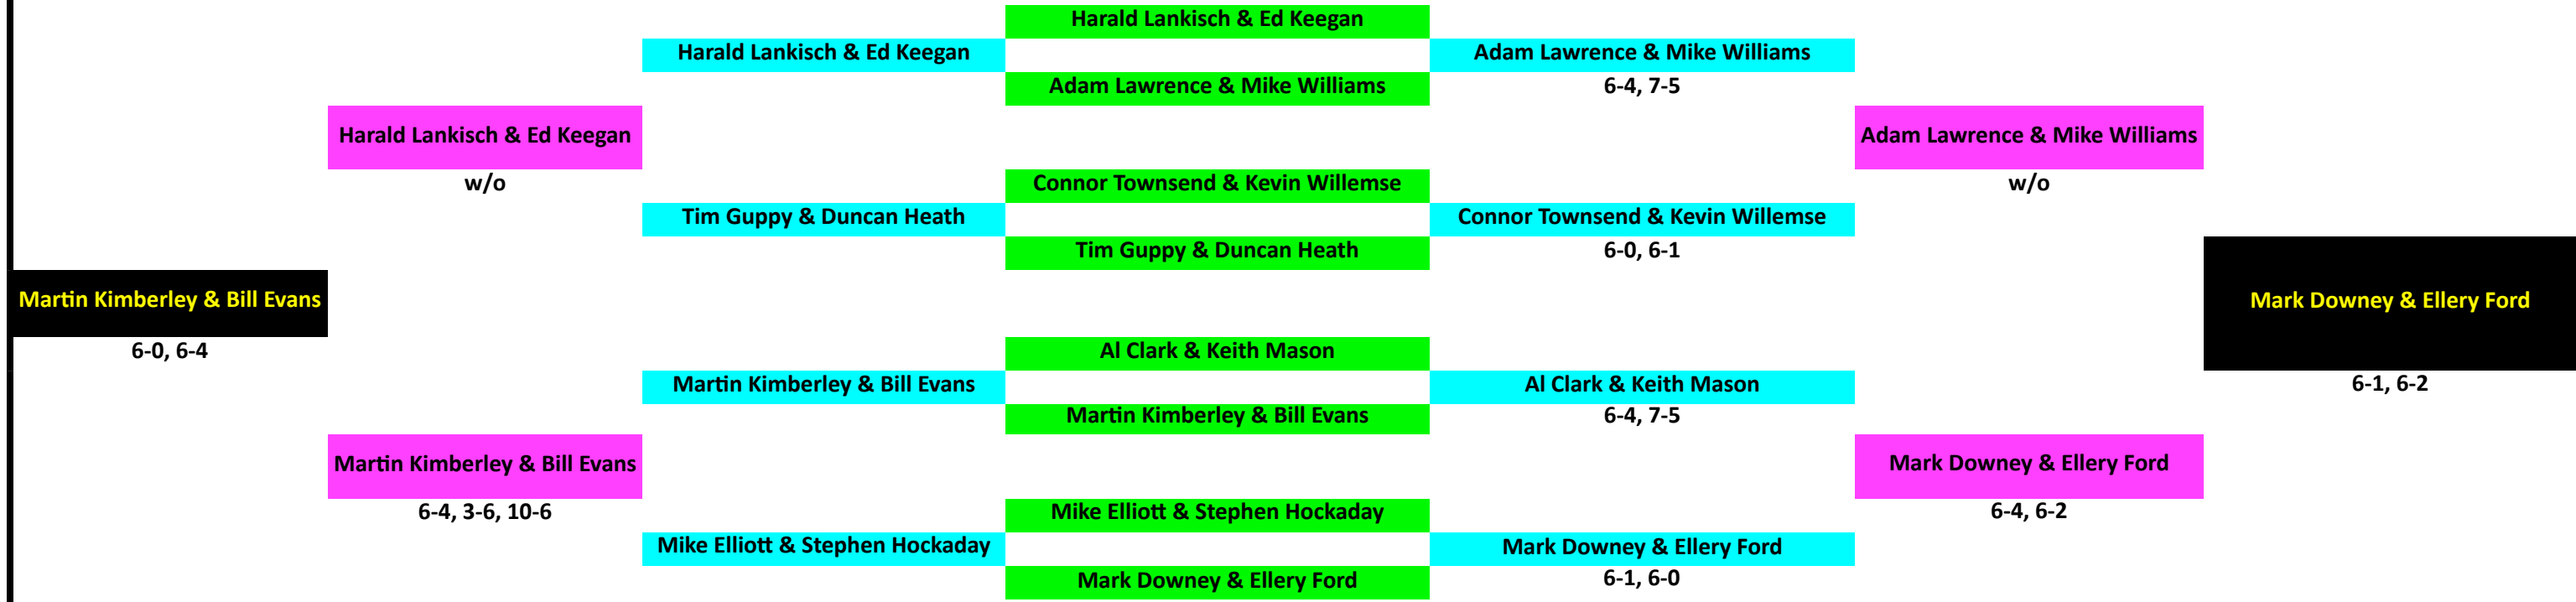 Harald Lankisch & Ed Keegan
Harald Lankisch & Ed Keegan
Adam Lawrence & Mike Williams
Adam Lawrence & Mike Williams
6-4, 7-5
Harald Lankisch & Ed Keegan
Adam Lawrence & Mike Williams
w/o
Connor Townsend & Kevin Willemse
w/o
Tim Guppy & Duncan Heath
Connor Townsend & Kevin Willemse
Tim Guppy & Duncan Heath
6-0, 6-1
Martin Kimberley & Bill Evans
Mark Downey & Ellery Ford
6-0, 6-4
Al Clark & Keith Mason
Martin Kimberley & Bill Evans
Al Clark & Keith Mason
6-1, 6-2
Martin Kimberley & Bill Evans
6-4, 7-5
Martin Kimberley & Bill Evans
Mark Downey & Ellery Ford
6-4, 3-6, 10-6
Mike Elliott & Stephen Hockaday
6-4, 6-2
Mike Elliott & Stephen Hockaday
Mark Downey & Ellery Ford
Mark Downey & Ellery Ford
6-1, 6-0